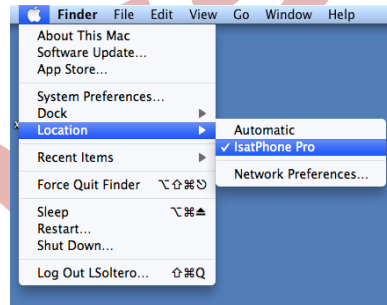 Finder File Edit View Go Window Help
About This Mac
Software Update...
App Store...
System Preferences...
Dock
Location
Automatic
✓ IsatPhone Pro
Network Preferences...
Recent Items
Force Quit Finder ⌥⇧⌘⎋
Sleep ⌥⌘⏏
Restart...
Shut Down...
Log Out LSoltero... ⇧⌘Q